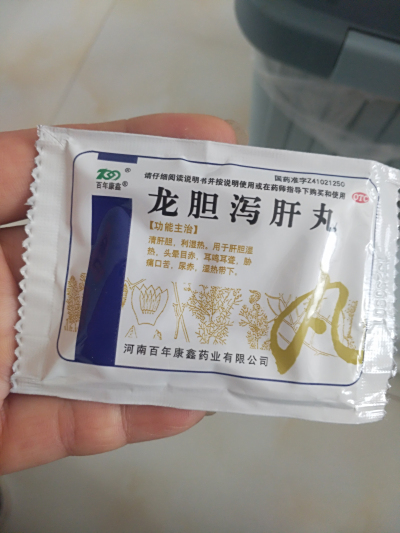 百年康鑫®
请仔细阅读说明书并按说明使用或在药师指导下购买和使用
国药准字Z41021250
龙胆泻肝丸
OTC
【功能主治】
清肝胆,利湿热。用于肝胆湿
热,头晕目赤,耳鸣耳聋,胁
痛口苦,尿赤,湿热带下。
河南百年康鑫药业有限公司